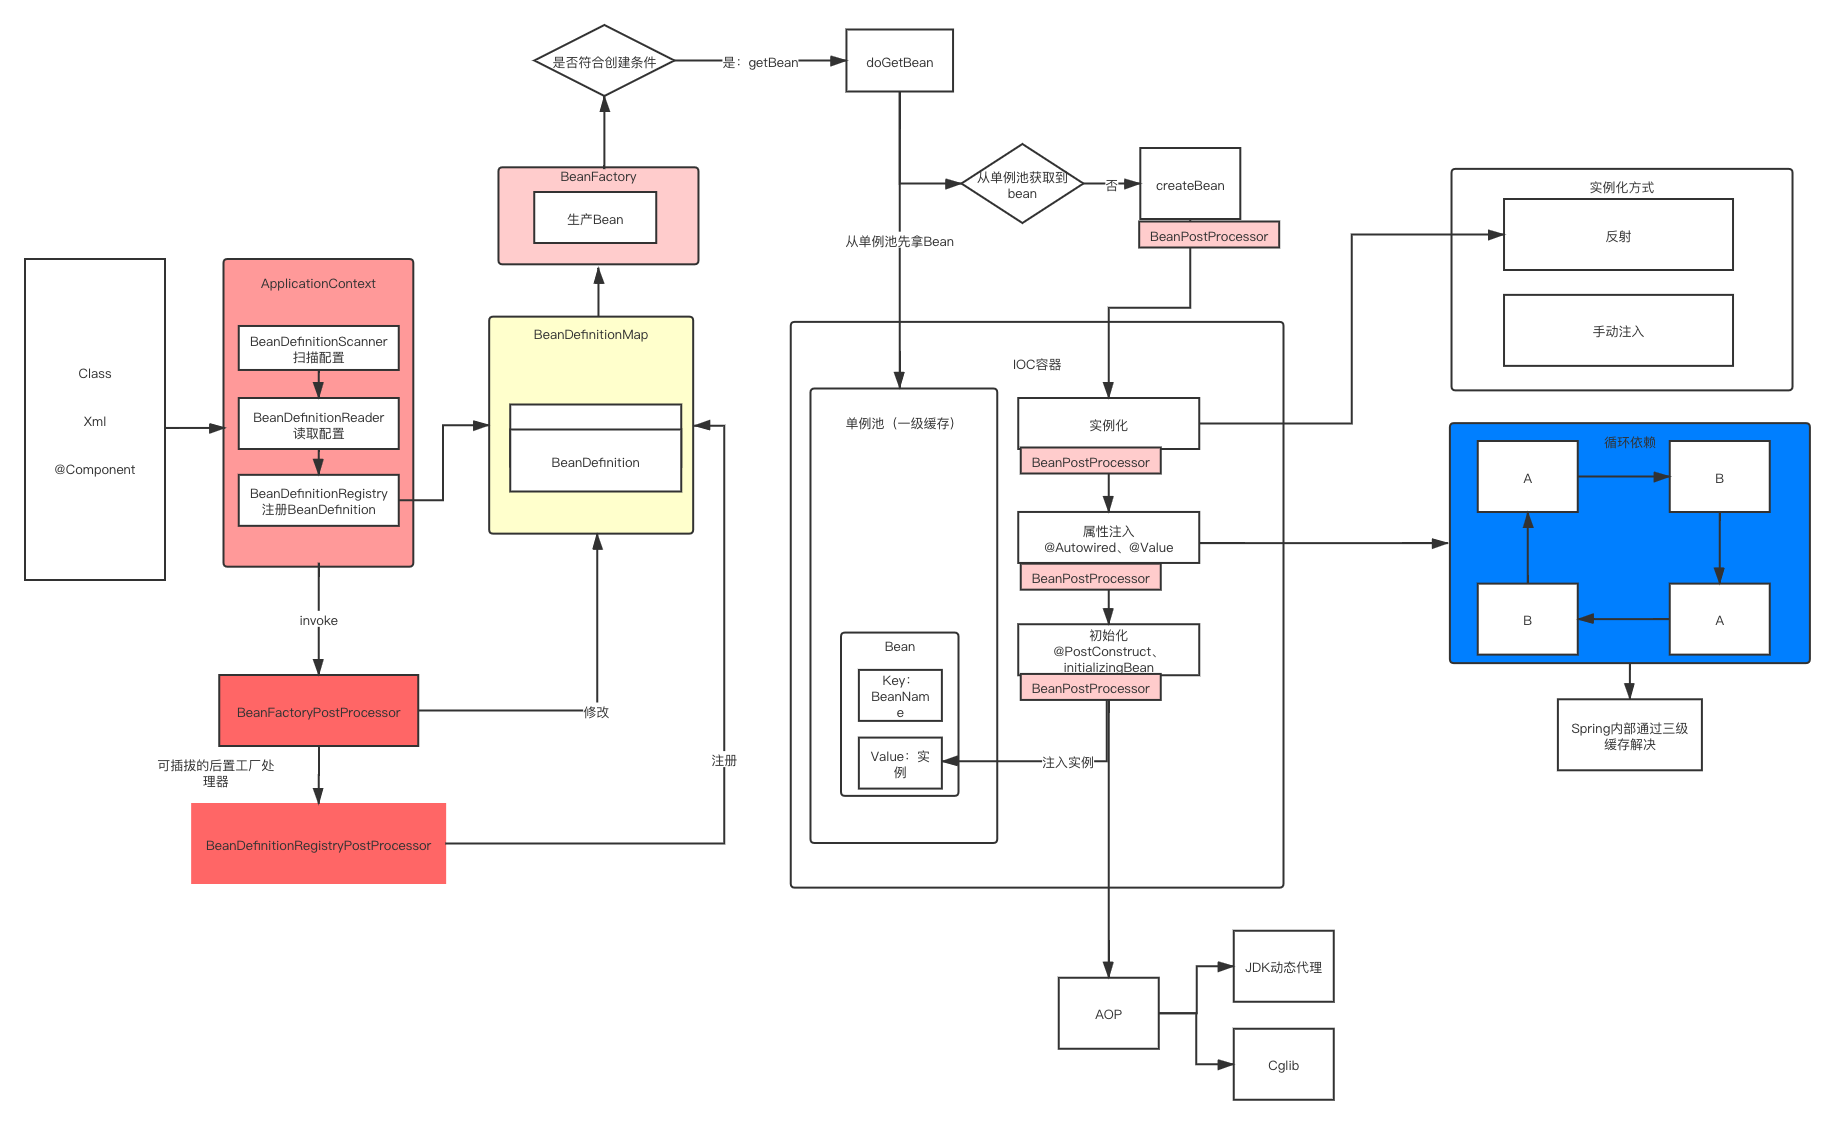 是否符合创建条件
是：getBean
doGetBean
从单例池获取到
bean
否
createBean
BeanPostProcessor
从单例池先拿Bean
BeanFactory
生产Bean
Class
Xml
@Component
ApplicationContext
BeanDefinitionScanner
扫描配置
BeanDefinitionReader
读取配置
BeanDefinitionRegistry
注册BeanDefinition
invoke
BeanFactoryPostProcessor
修改
可插拔的后置工厂处
理器
BeanDefinitionRegistryPostProcessor
注册
BeanDefinitionMap
BeanDefinition
IOC容器
单例池（一级缓存）
Bean
Key：
BeanNam
e
Value：实
例
实例化
BeanPostProcessor
属性注入
@Autowired、@Value
BeanPostProcessor
初始化
@PostConstruct、
initializingBean
BeanPostProcessor
注入实例
AOP
JDK动态代理
Cglib
实例化方式
反射
手动注入
循环依赖
A
B
B
A
Spring内部通过三级
缓存解决